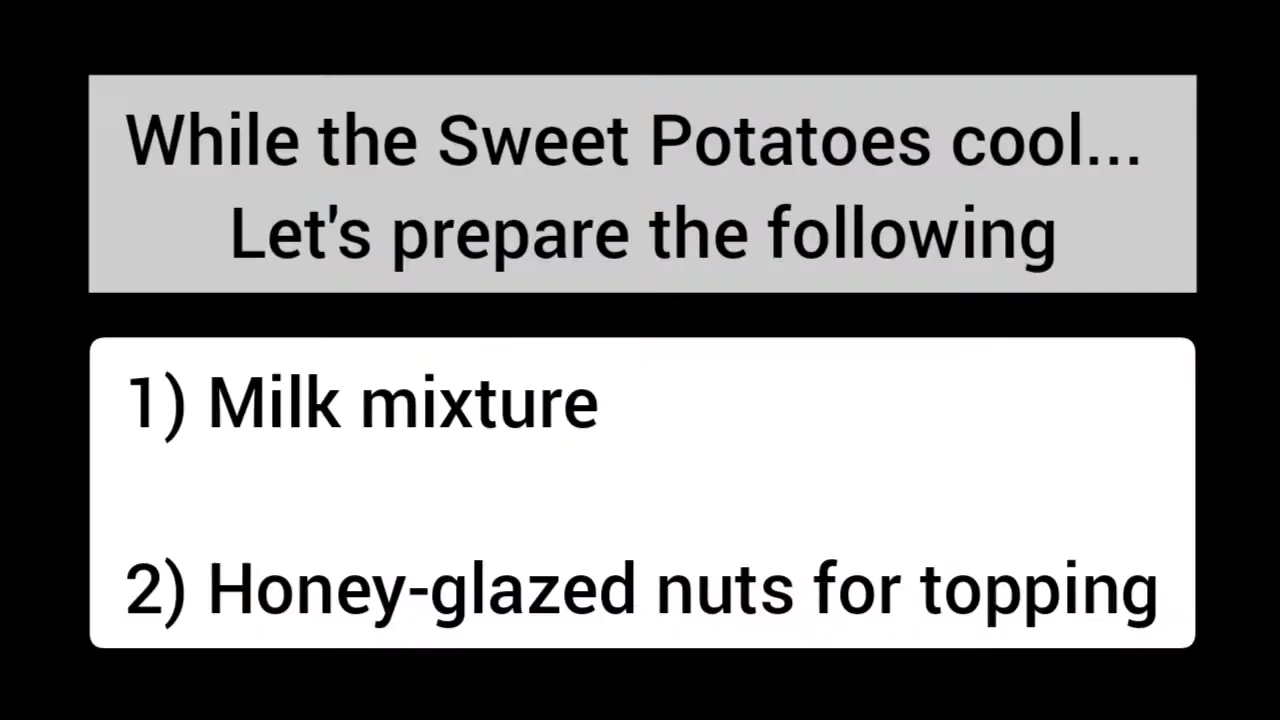 While the Sweet Potatoes cool...
Let's prepare the following
1) Milk mixture
2) Honey-glazed nuts for topping